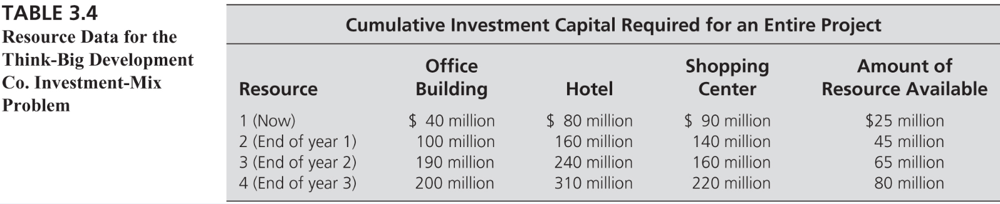 TABLE 3.4
Resource Data for the
Think-Big Development
Co. Investment-Mix
Problem
Cumulative Investment Capital Required for an Entire Project
Resource Office Building Hotel Shopping Center Amount of Resource Available
1 (Now) $ 40 million $ 80 million $ 90 million $25 million
2 (End of year 1) 100 million 160 million 140 million 45 million
3 (End of year 2) 190 million 240 million 160 million 65 million
4 (End of year 3) 200 million 310 million 220 million 80 million